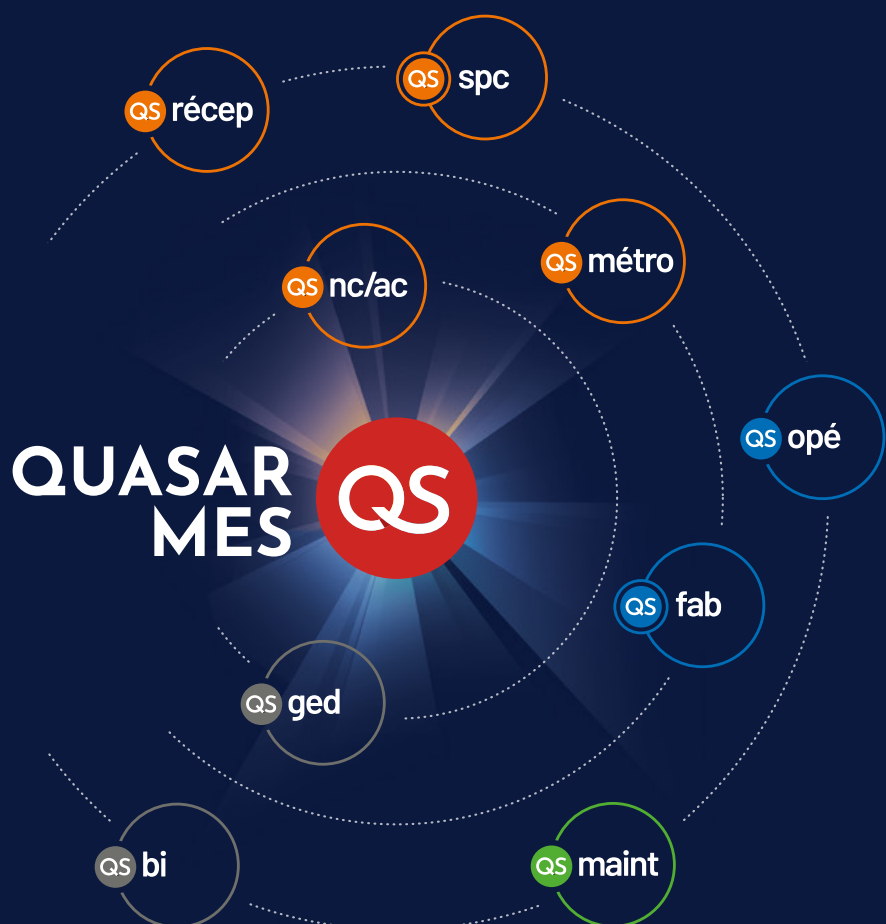 QS spc
QS récep
QS métro
QS nc/ac
QS opé
QUASAR
MES
QS
QS fab
QS ged
QS bi
QS maint